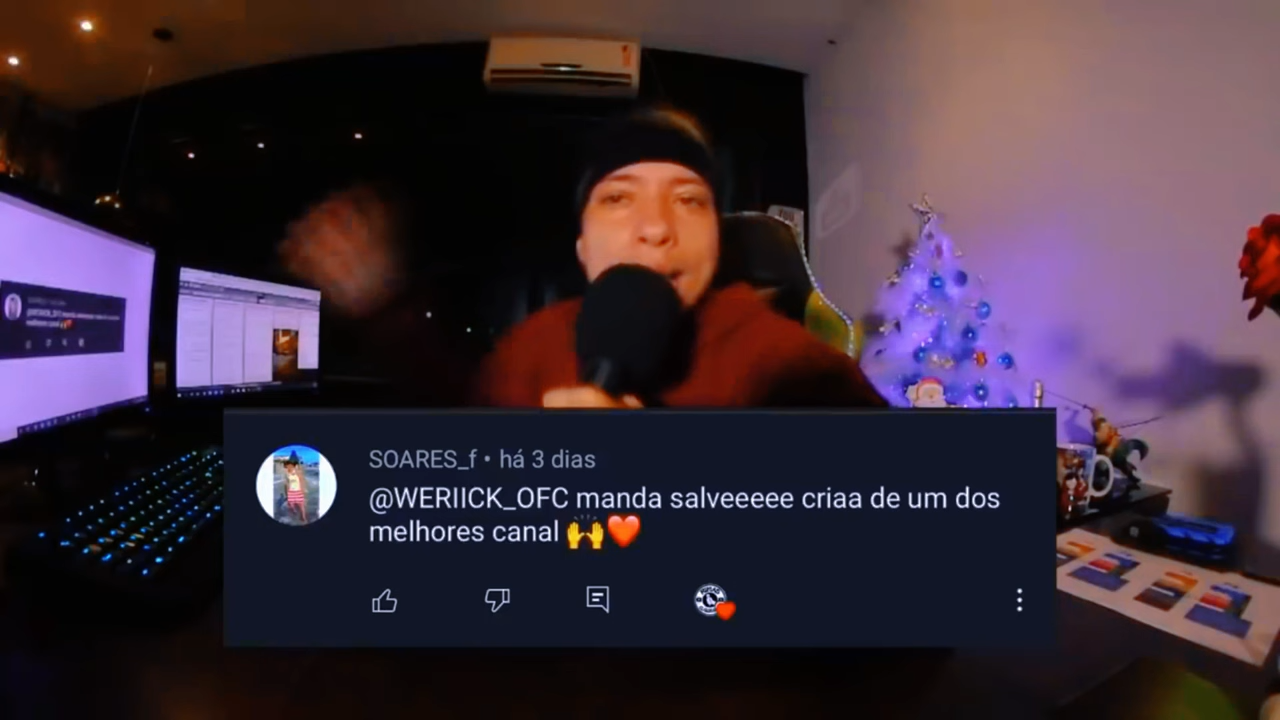 SOARES_f • há 3 dias
@WERIICK_OFC manda salveeeee criaa de um dos
melhores canal 🙌❤️